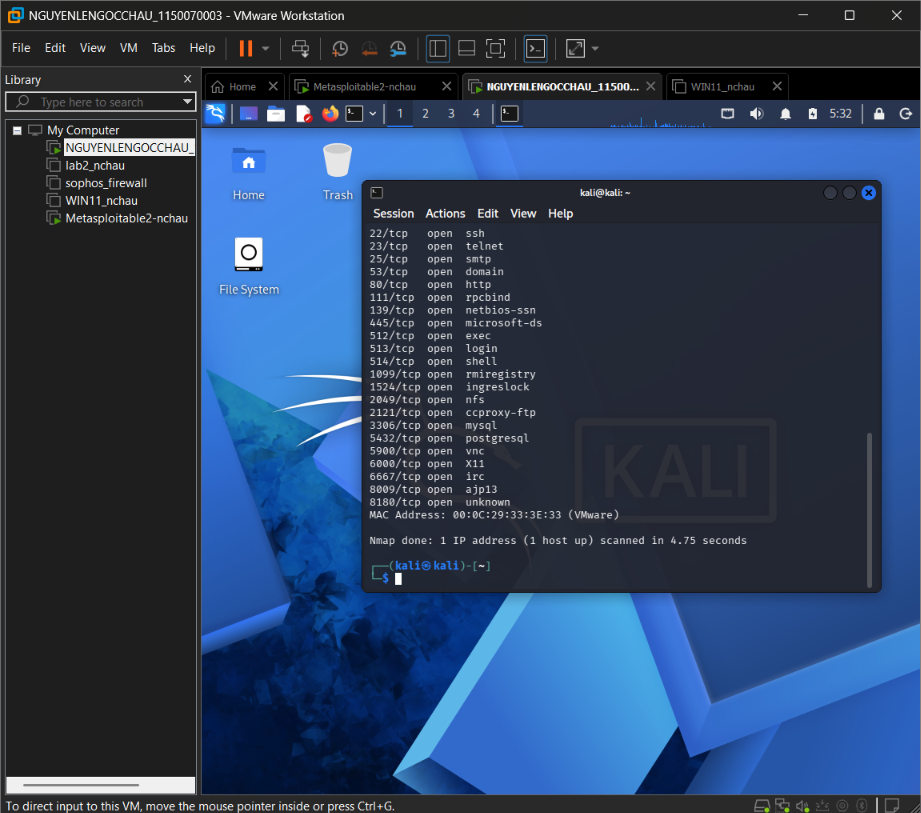 NGUYENLENGOCCHAU_1150070003 - VMware Workstation
File Edit View VM Tabs Help
Library
Type here to search
My Computer
NGUYENLENGOCCHAU_
lab2_nchau
sophos_firewall
WIN11_nchau
Metasploitable2-nchau
Home Metasploitable2-nchau NGUYENLENGOCCHAU_11500... WIN11_nchau
1 2 3 4 5:32
Home
Trash
File System
kali@kali: ~
Session Actions Edit View Help
22/tcp open ssh
23/tcp open telnet
25/tcp open smtp
53/tcp open domain
80/tcp open http
111/tcp open rpcbind
139/tcp open netbios-ssn
445/tcp open microsoft-ds
512/tcp open exec
513/tcp open login
514/tcp open shell
1099/tcp open rmiregistry
1524/tcp open ingreslock
2049/tcp open nfs
2121/tcp open ccproxy-ftp
3306/tcp open mysql
5432/tcp open postgresql
5900/tcp open vnc
6000/tcp open X11
6667/tcp open irc
8009/tcp open ajp13
8180/tcp open unknown
MAC Address: 00:0C:29:33:3E:33 (VMware)
Nmap done: 1 IP address (1 host up) scanned in 4.75 seconds
┌──(kali㉿kali)-[~]
└─$
KALI
To direct input to this VM, move the mouse pointer inside or press Ctrl+G.